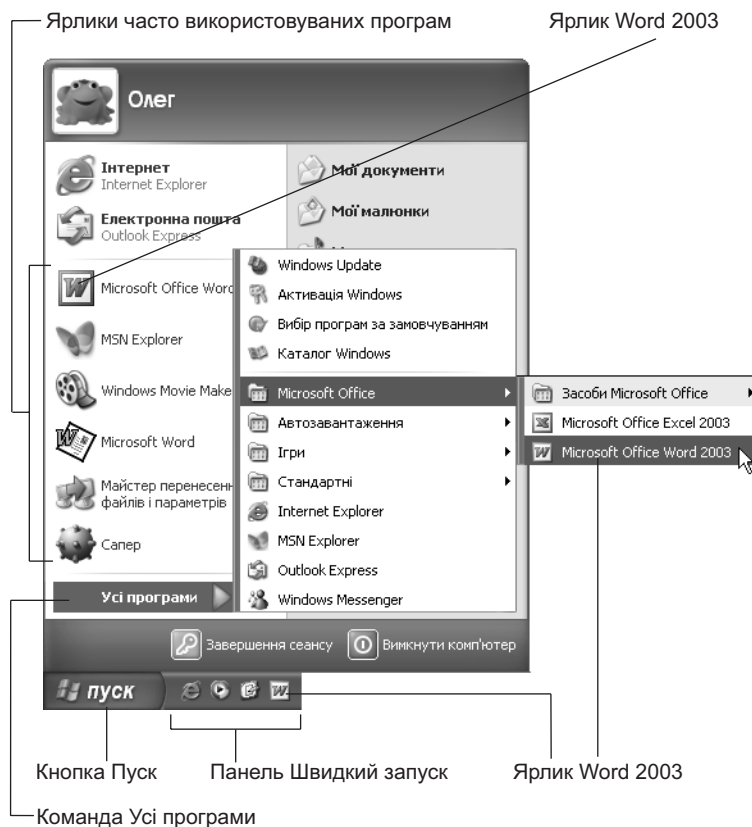 Ярлики часто використовуваних програм
Ярлик Word 2003
Олег
Інтернет
Internet Explorer
Електронна пошта
Outlook Express
Microsoft Office Word
MSN Explorer
Windows Movie Make
Microsoft Word
Майстер перенесенн
файлів і параметрів
Сапер
Усі програми
Мої документи
Мої малюнки
Windows Update
Активація Windows
Вибір програм за замовчуванням
Каталог Windows
Microsoft Office
Автозавантаження
Ігри
Стандартні
Internet Explorer
MSN Explorer
Outlook Express
Windows Messenger
Засоби Microsoft Office
Microsoft Office Excel 2003
Microsoft Office Word 2003
Завершення сеансу
Вимкнути комп'ютер
пуск
Кнопка Пуск
Панель Швидкий запуск
Ярлик Word 2003
Команда Усі програми